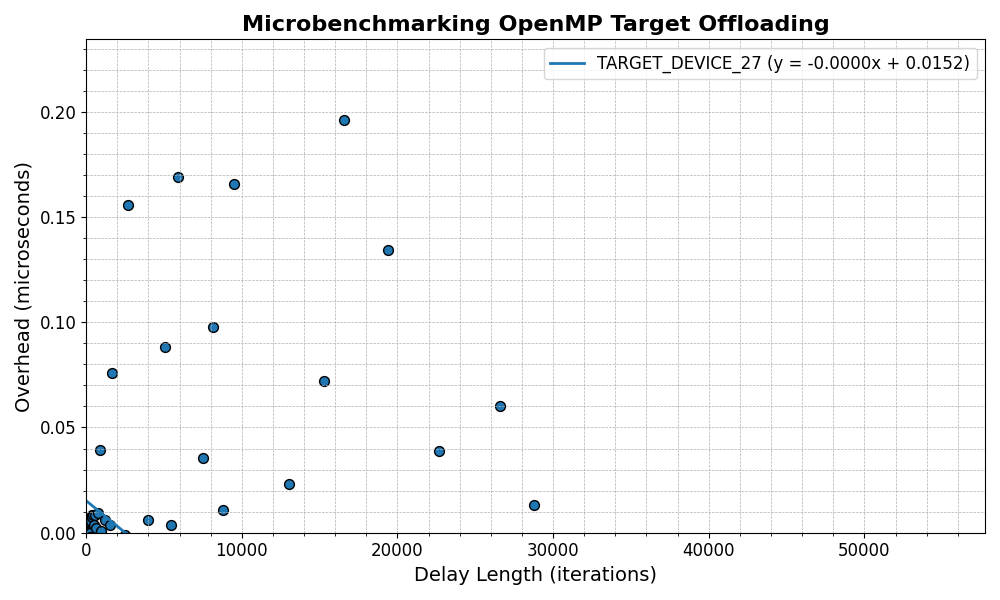 Microbenchmarking OpenMP Target Offloading
TARGET_DEVICE_27 (y = -0.0000x + 0.0152)
Overhead (microseconds)
0.20
0.15
0.10
0.05
0.00
0 10000 20000 30000 40000 50000
Delay Length (iterations)